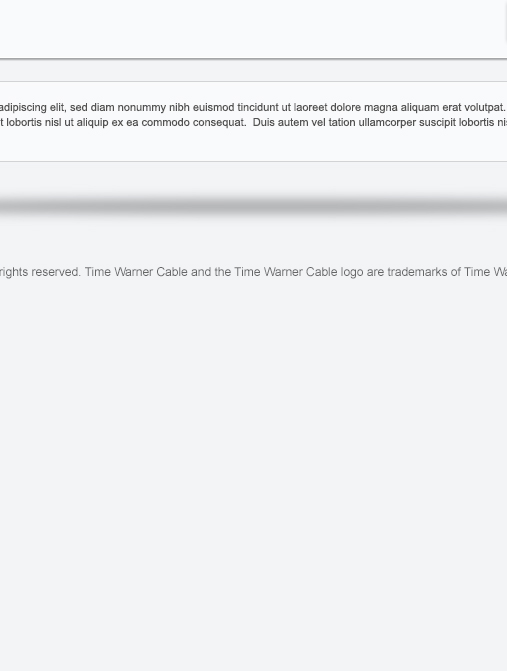 adipiscing elit, sed diam nonummy nibh euismod tincidunt ut laoreet dolore magna aliquam erat volutpat.
t lobortis nisl ut aliquip ex ea commodo consequat.  Duis autem vel tation ullamcorper suscipit lobortis
rights reserved. Time Warner Cable and the Time Warner Cable logo are trademarks of Time